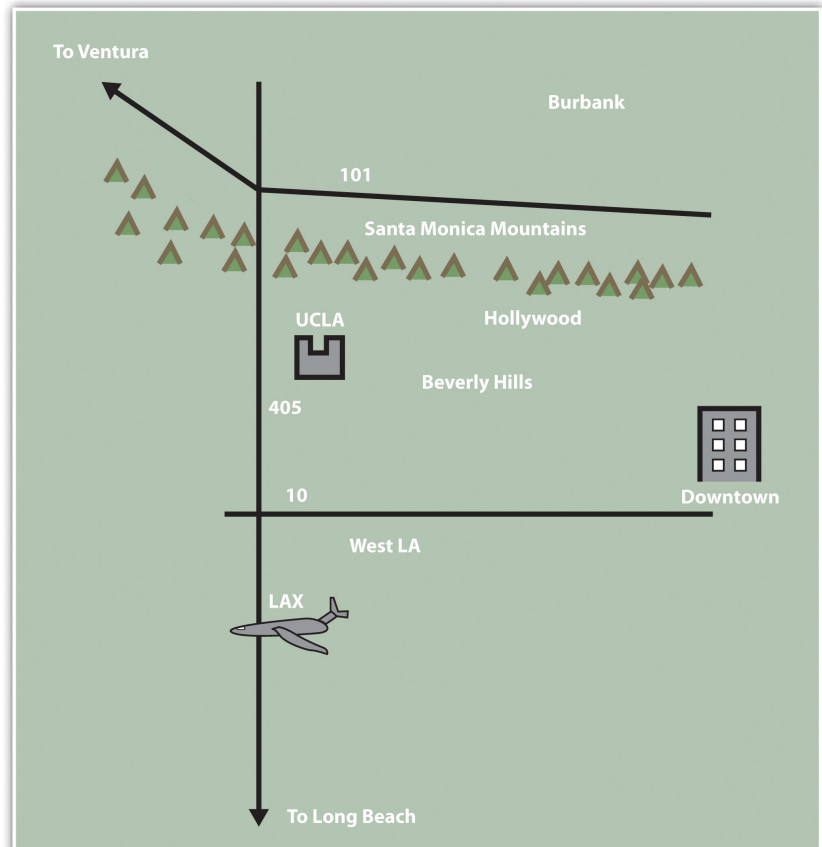 To Ventura
Burbank
101
Santa Monica Mountains
UCLA
Hollywood
Beverly Hills
405
10
Downtown
West LA
LAX
To Long Beach